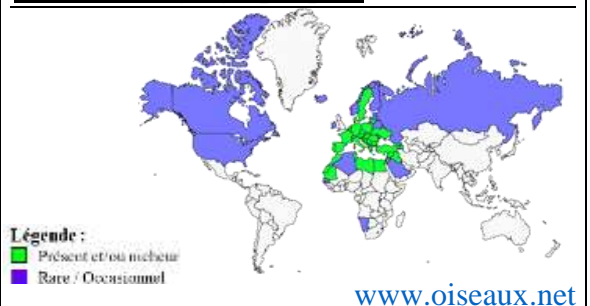 Légende :
Présent et/ou nicheur
Rare / Occasionnel
www.oiseaux.net